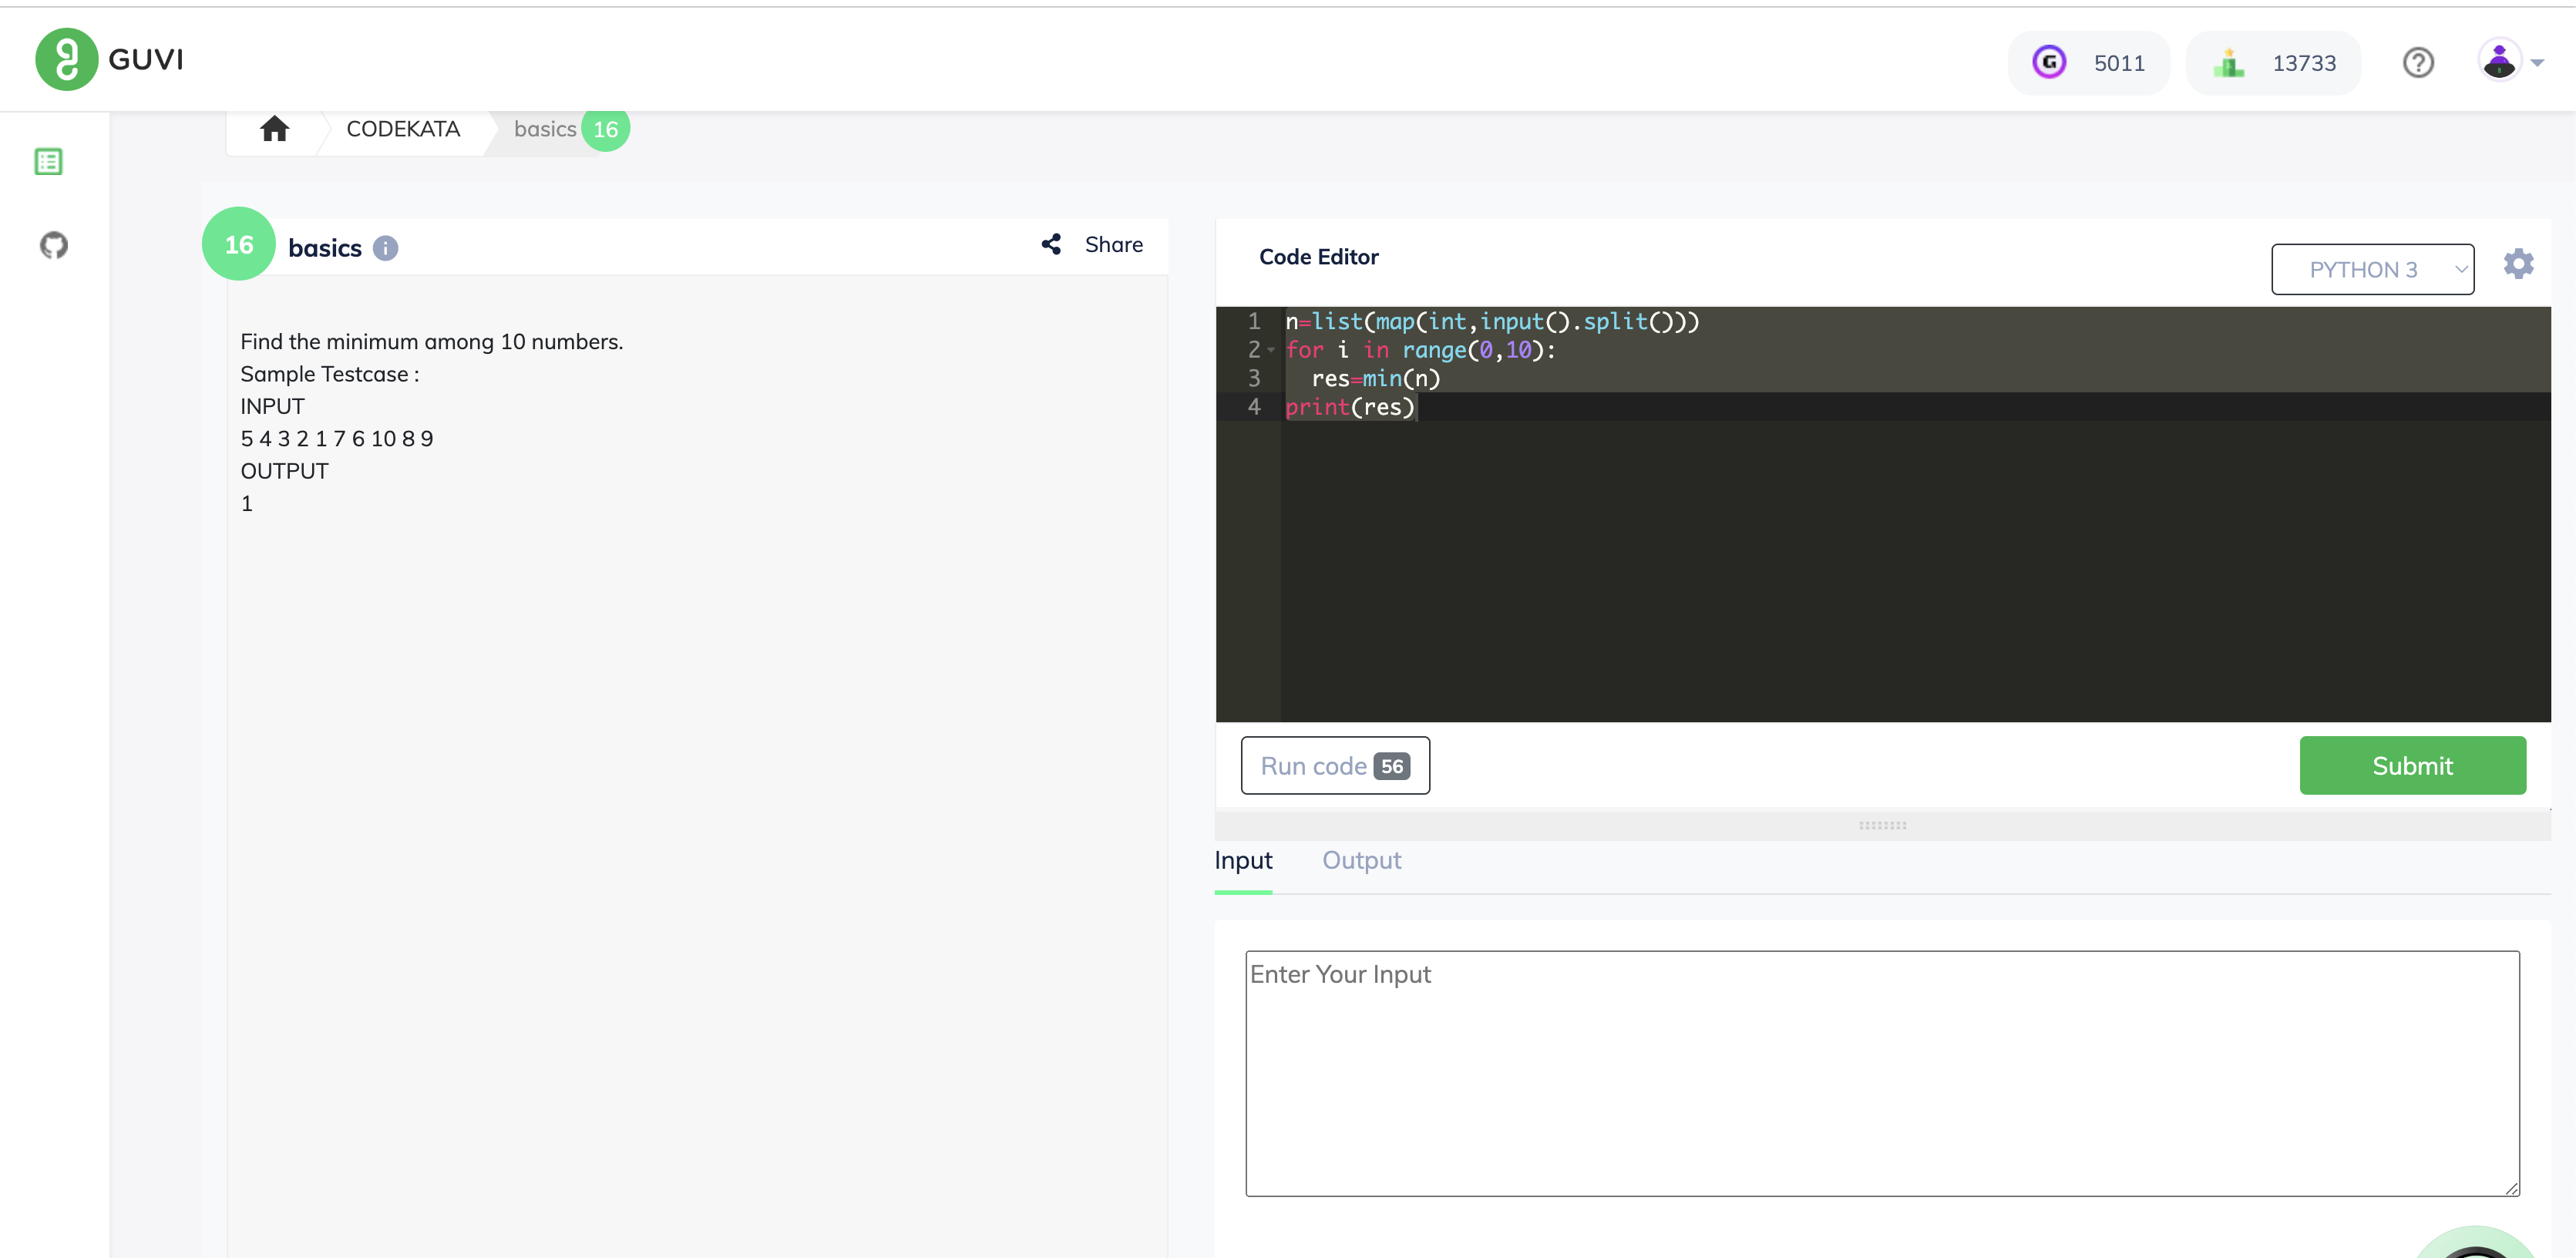 GUVI
5011
13733
CODEKATA
basics 16
16 basics
Share
Find the minimum among 10 numbers.
Sample Testcase :
INPUT
5 4 3 2 1 7 6 10 8 9
OUTPUT
1
Code Editor
PYTHON 3
1 n=list(map(int,input().split()))
2 for i in range(0,10):
3   res=min(n)
4 print(res)
Run code 56
Submit
Input Output
Enter Your Input